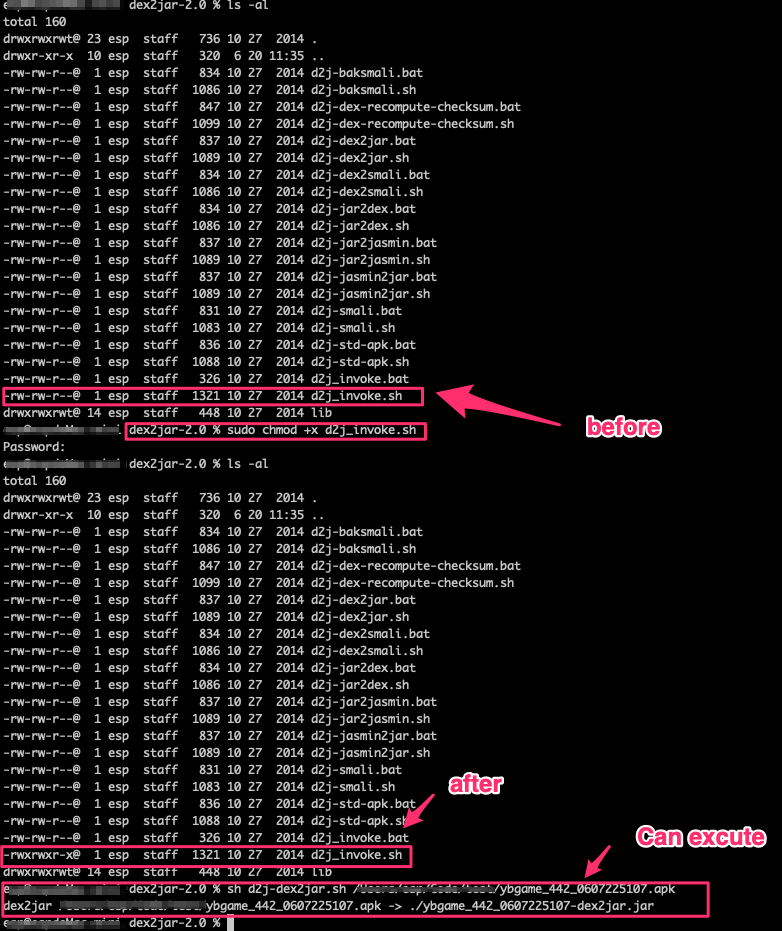 dex2jar-2.0 % ls -al
total 160
drwxrwxrwt@ 23 esp  staff   736 10 27  2014 .
drwxr-xr-x  10 esp  staff   320  6 20 11:35 ..
-rw-rw-r--@  1 esp  staff   834 10 27  2014 d2j-baksmali.bat
-rw-rw-r--@  1 esp  staff  1086 10 27  2014 d2j-baksmali.sh
-rw-rw-r--@  1 esp  staff   847 10 27  2014 d2j-dex-recompute-checksum.bat
-rw-rw-r--@  1 esp  staff  1099 10 27  2014 d2j-dex-recompute-checksum.sh
-rw-rw-r--@  1 esp  staff   837 10 27  2014 d2j-dex2jar.bat
-rw-rw-r--@  1 esp  staff  1089 10 27  2014 d2j-dex2jar.sh
-rw-rw-r--@  1 esp  staff   834 10 27  2014 d2j-dex2smali.bat
-rw-rw-r--@  1 esp  staff  1086 10 27  2014 d2j-dex2smali.sh
-rw-rw-r--@  1 esp  staff   834 10 27  2014 d2j-jar2dex.bat
-rw-rw-r--@  1 esp  staff  1086 10 27  2014 d2j-jar2dex.sh
-rw-rw-r--@  1 esp  staff   837 10 27  2014 d2j-jar2jasmin.bat
-rw-rw-r--@  1 esp  staff  1089 10 27  2014 d2j-jar2jasmin.sh
-rw-rw-r--@  1 esp  staff   837 10 27  2014 d2j-jasmin2jar.bat
-rw-rw-r--@  1 esp  staff  1089 10 27  2014 d2j-jasmin2jar.sh
-rw-rw-r--@  1 esp  staff   831 10 27  2014 d2j-smali.bat
-rw-rw-r--@  1 esp  staff  1083 10 27  2014 d2j-smali.sh
-rw-rw-r--@  1 esp  staff   836 10 27  2014 d2j-std-apk.bat
-rw-rw-r--@  1 esp  staff  1088 10 27  2014 d2j-std-apk.sh
-rw-rw-r--@  1 esp  staff   326 10 27  2014 d2j_invoke.bat
-rw-rw-r--@  1 esp  staff  1321 10 27  2014 d2j_invoke.sh
drwxrwxrwt@ 14 esp  staff   448 10 27  2014 lib
before
dex2jar-2.0 % sudo chmod +x d2j_invoke.sh
Password:
dex2jar-2.0 % ls -al
total 160
drwxrwxrwt@ 23 esp  staff   736 10 27  2014 .
drwxr-xr-x  10 esp  staff   320  6 20 11:35 ..
-rw-rw-r--@  1 esp  staff   834 10 27  2014 d2j-baksmali.bat
-rw-rw-r--@  1 esp  staff  1086 10 27  2014 d2j-baksmali.sh
-rw-rw-r--@  1 esp  staff   847 10 27  2014 d2j-dex-recompute-checksum.bat
-rw-rw-r--@  1 esp  staff  1099 10 27  2014 d2j-dex-recompute-checksum.sh
-rw-rw-r--@  1 esp  staff   837 10 27  2014 d2j-dex2jar.bat
-rw-rw-r--@  1 esp  staff  1089 10 27  2014 d2j-dex2jar.sh
-rw-rw-r--@  1 esp  staff   834 10 27  2014 d2j-dex2smali.bat
-rw-rw-r--@  1 esp  staff  1086 10 27  2014 d2j-dex2smali.sh
-rw-rw-r--@  1 esp  staff   834 10 27  2014 d2j-jar2dex.bat
-rw-rw-r--@  1 esp  staff  1086 10 27  2014 d2j-jar2dex.sh
-rw-rw-r--@  1 esp  staff   837 10 27  2014 d2j-jar2jasmin.bat
-rw-rw-r--@  1 esp  staff  1089 10 27  2014 d2j-jar2jasmin.sh
-rw-rw-r--@  1 esp  staff   837 10 27  2014 d2j-jasmin2jar.bat
-rw-rw-r--@  1 esp  staff  1089 10 27  2014 d2j-jasmin2jar.sh
-rw-rw-r--@  1 esp  staff   831 10 27  2014 d2j-smali.bat
-rw-rw-r--@  1 esp  staff  1083 10 27  2014 d2j-smali.sh
after
-rw-rw-r--@  1 esp  staff   836 10 27  2014 d2j-std-apk.bat
-rw-rw-r--@  1 esp  staff  1088 10 27  2014 d2j-std-apk.sh
-rw-rw-r--@  1 esp  staff   326 10 27  2014 d2j_invoke.bat
Can excute
-rwxrwxr-x@  1 esp  staff  1321 10 27  2014 d2j_invoke.sh
drwxrwxrwt@ 14 esp  staff   448 10 27  2014 lib
dex2jar-2.0 % sh d2j-dex2jar.sh /ybgame_442_0607225107.apk
dex2jar /ybgame_442_0607225107.apk -> ./ybgame_442_0607225107-dex2jar.jar
dex2jar-2.0 %